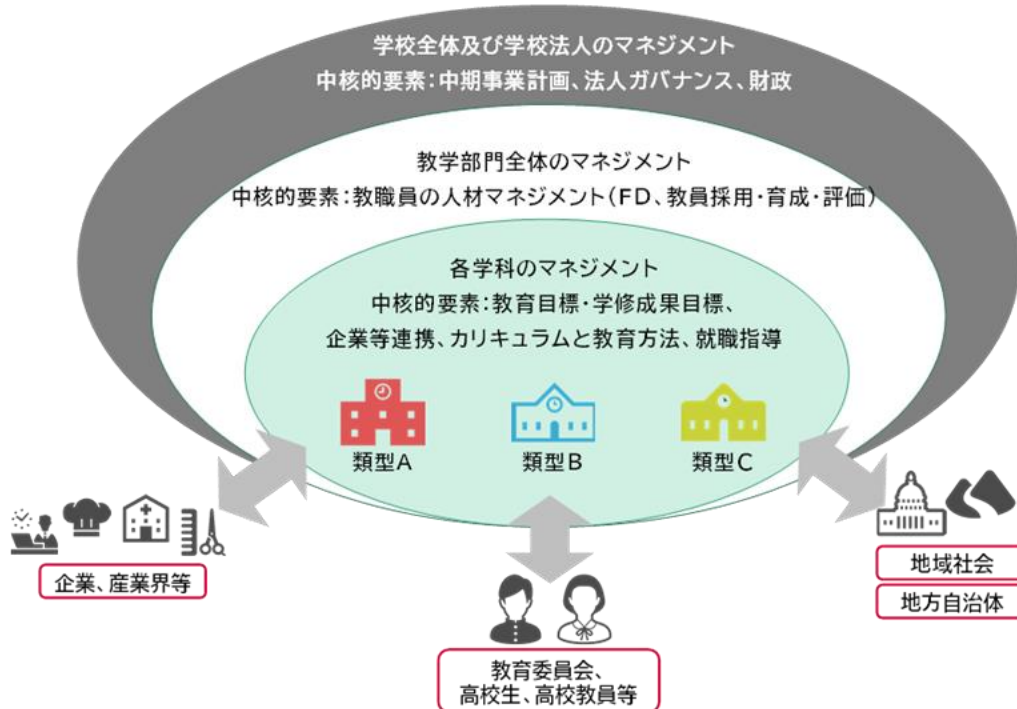 学校全体及び学校法人のマネジメント
中核的要素：中期事業計画、法人ガバナンス、財政
教学部門全体のマネジメント
中核的要素：教職員の人材マネジメント（FD、教員採用・育成・評価）
各学科のマネジメント
中核的要素：教育目標・学修成果目標、
企業等連携、カリキュラムと教育方法、就職指導
類型A
類型B
類型C
企業、産業界等
教育委員会、
高校生、高校教員等
地域社会
地方自治体